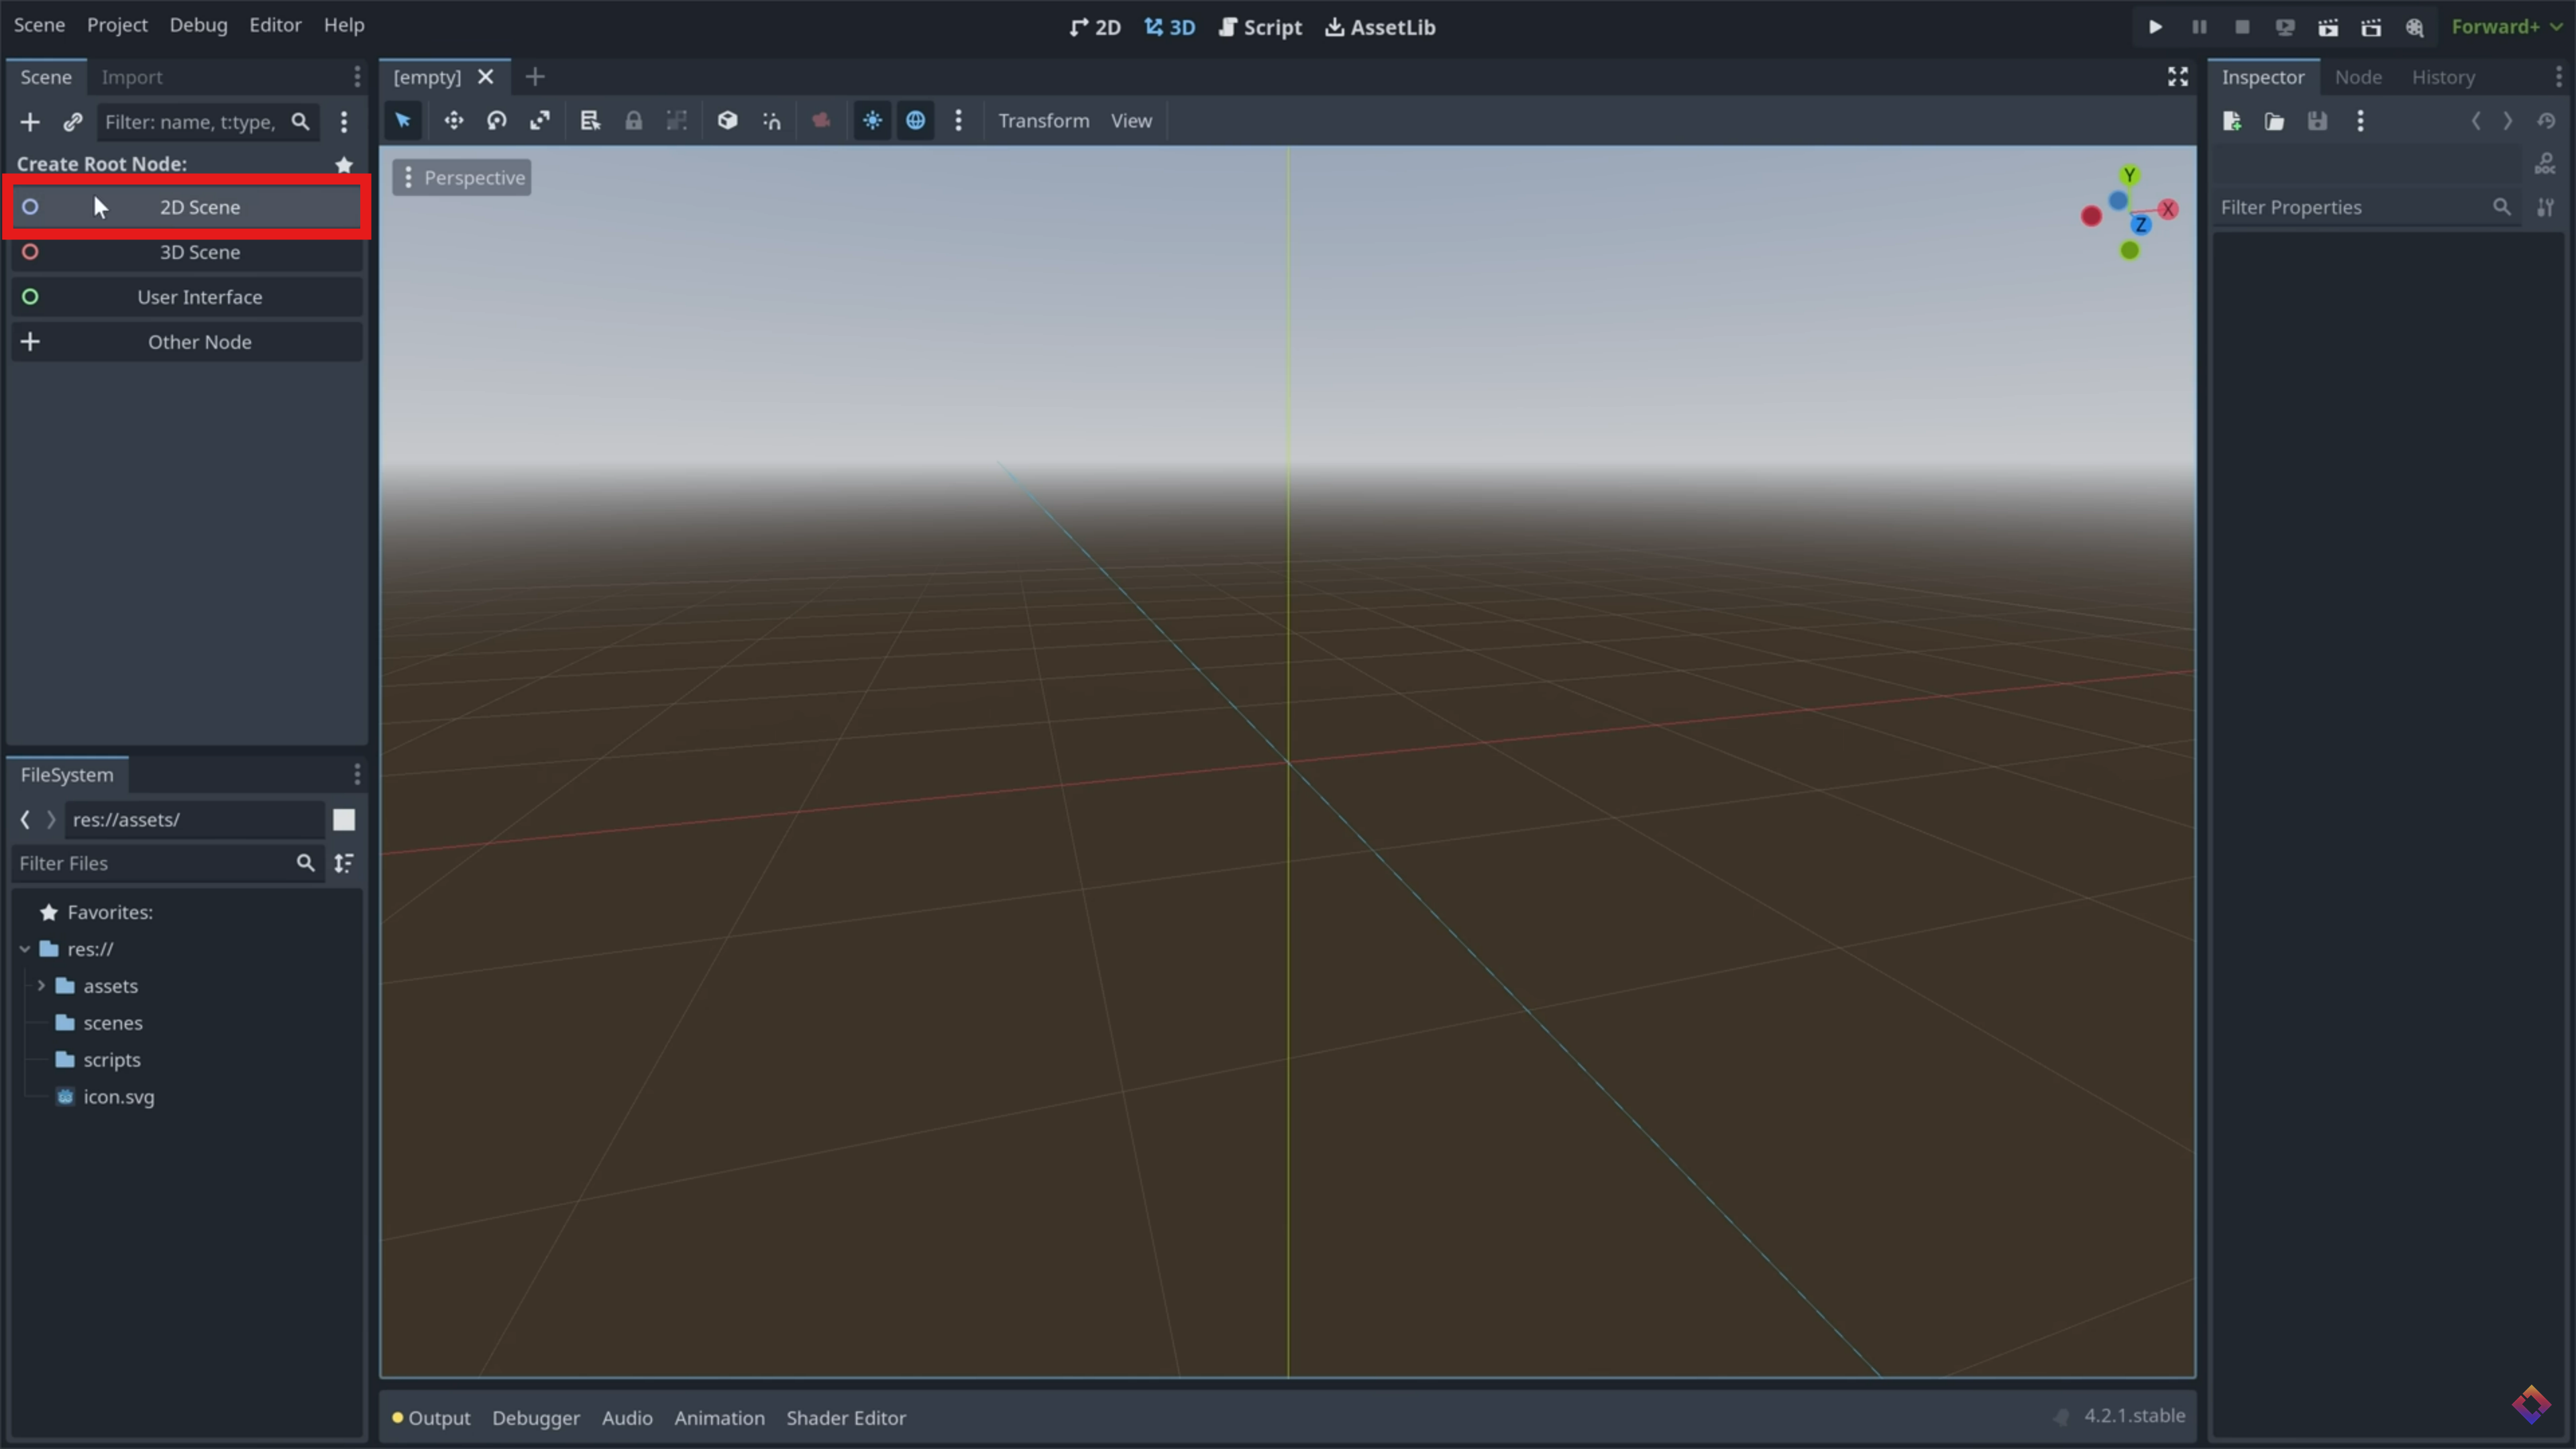 Scene Project Debug Editor Help
2D 3D Script AssetLib
Forward+
Scene Import
[empty]
Inspector Node History
Filter: name, t:type,
Transform View
Create Root Node:
Perspective
Y
X
Z
DOC
2D Scene
Filter Properties
3D Scene
User Interface
Other Node
FileSystem
res://assets/
Filter Files
Favorites:
res://
assets
scenes
scripts
icon.svg
Output Debugger Audio Animation Shader Editor
4.2.1.stable